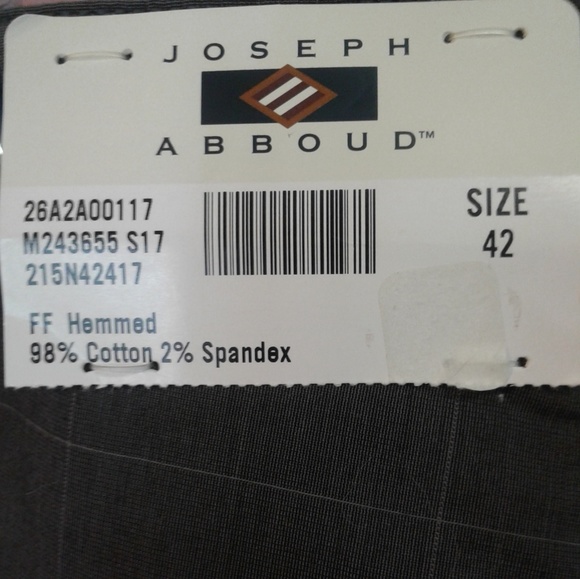 JOSEPH
ABBOUD™
26A2A00117
M243655 S17
215N42417
SIZE
42
FF Hemmed
98% Cotton 2% Spandex